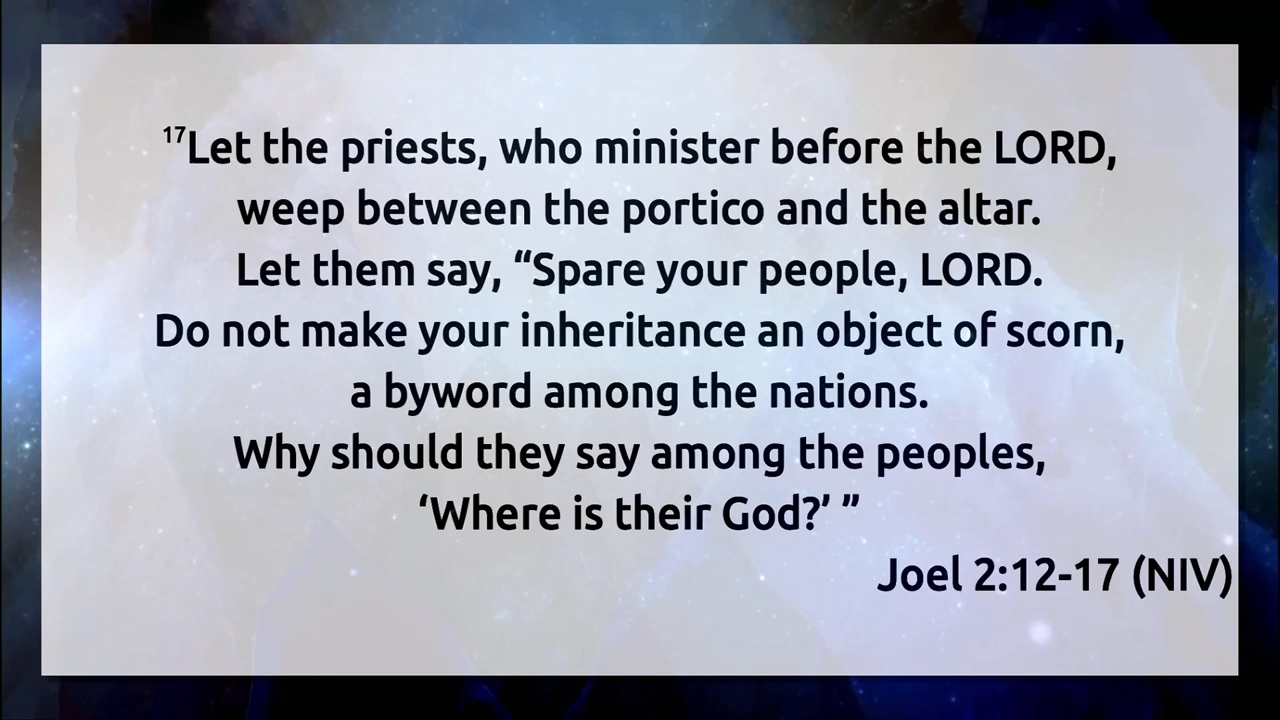 17Let the priests, who minister before the LORD,
weep between the portico and the altar.
Let them say, “Spare your people, LORD.
Do not make your inheritance an object of scorn,
a byword among the nations.
Why should they say among the peoples,
‘Where is their God?’ ”
Joel 2:12-17 (NIV)